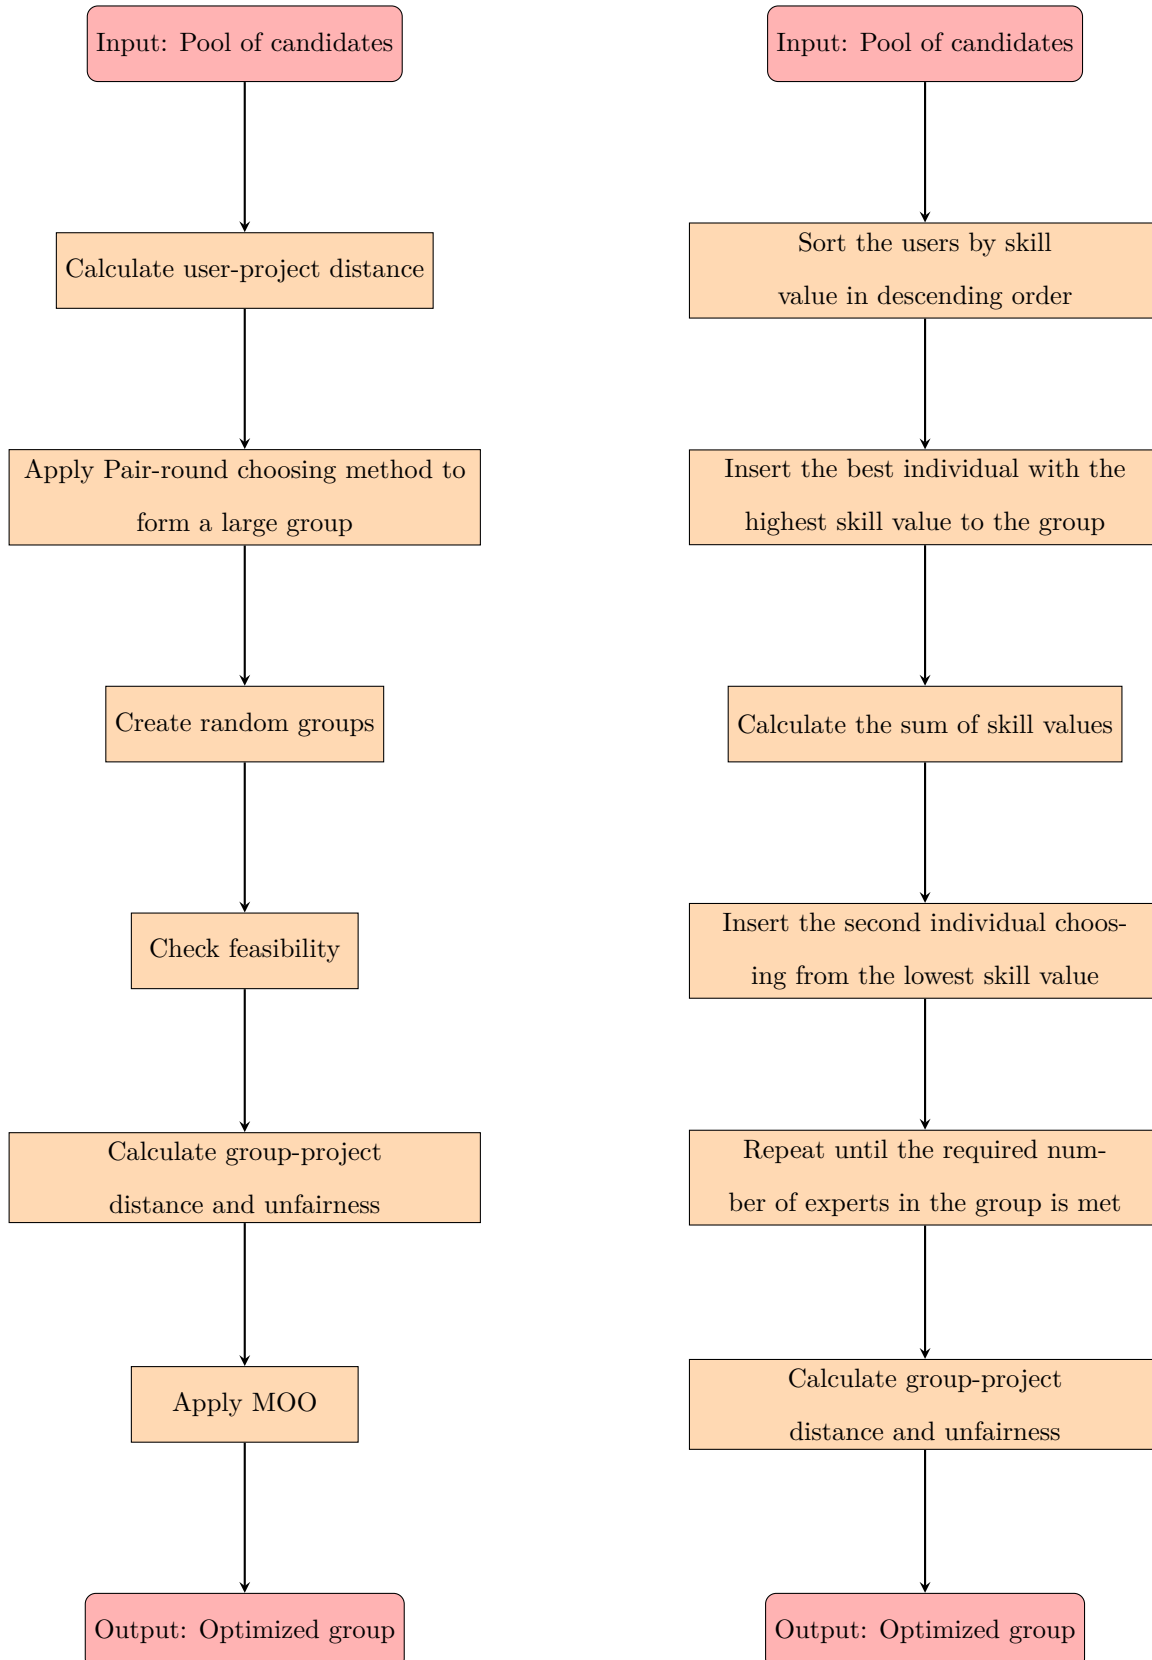 Input: Pool of candidates
Calculate user-project distance
Apply Pair-round choosing method to
form a large group
Create random groups
Check feasibility
Calculate group-project
distance and unfairness
Apply MOO
Output: Optimized group
Input: Pool of candidates
Sort the users by skill
value in descending order
Insert the best individual with the
highest skill value to the group
Calculate the sum of skill values
Insert the second individual choos-
ing from the lowest skill value
Repeat until the required num-
ber of experts in the group is met
Calculate group-project
distance and unfairness
Output: Optimized group